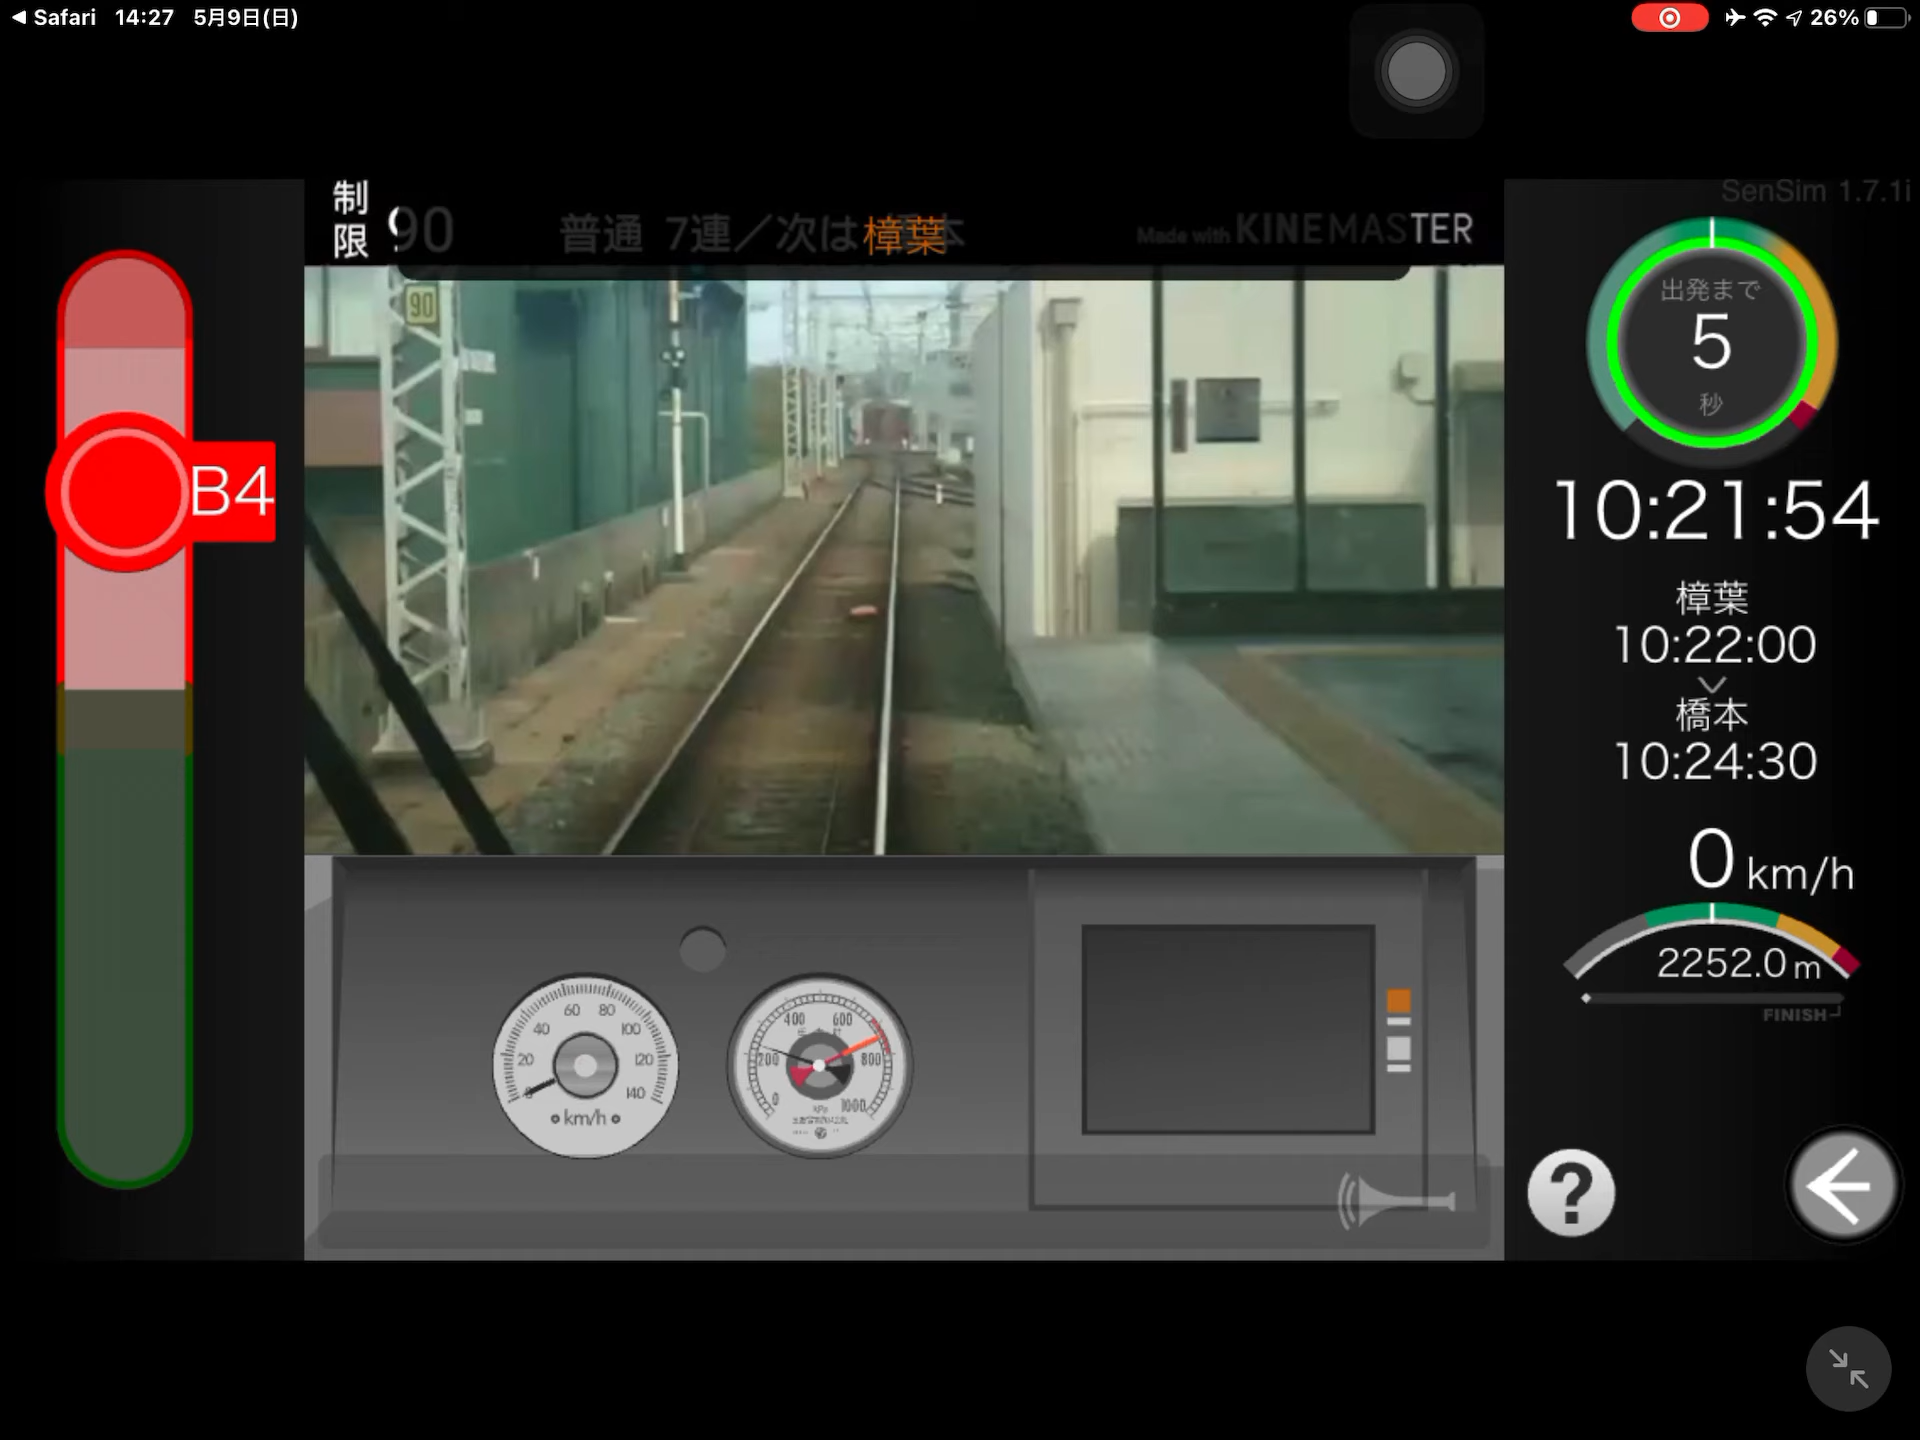 Safari 14:27 5月9日(日)
26%
制限 90
普通 7連／次は
樟葉
Made with KINEMASTER
SenSim 1.7.1i
90
B4
出発まで
5
秒
10:21:54
樟葉
10:22:00
橋本
10:24:30
0 km/h
2252.0 m
FINISH
0 20 40 60 80 100 120 140
km/h
0 200 400 600 800 1000
kPa
?